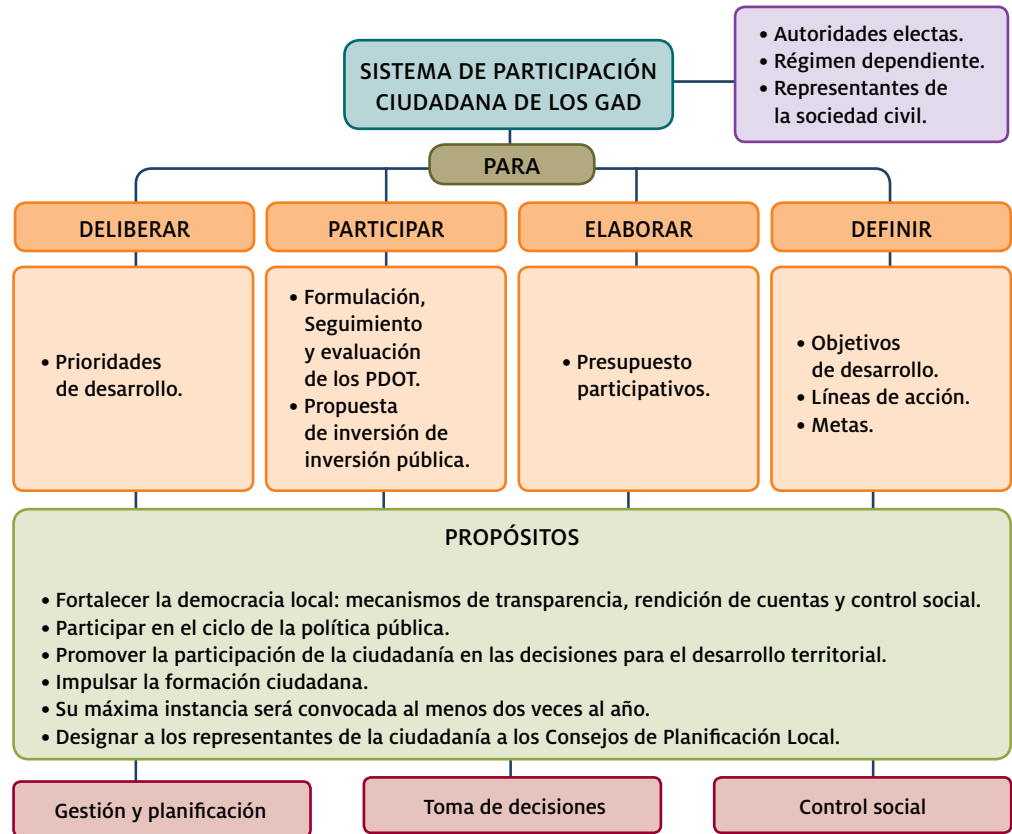 SISTEMA DE PARTICIPACIÓN
CIUDADANA DE LOS GAD
• Autoridades electas.
• Régimen dependiente.
• Representantes de
la sociedad civil.
PARA
DELIBERAR
• Prioridades
de desarrollo.
PARTICIPAR
• Formulación,
Seguimiento
y evaluación
de los PDOT.
• Propuesta
de inversión de
inversión pública.
ELABORAR
• Presupuesto
participativos.
DEFINIR
• Objetivos
de desarrollo.
• Líneas de acción.
• Metas.
PROPÓSITOS
• Fortalecer la democracia local: mecanismos de transparencia, rendición de cuentas y control social.
• Participar en el ciclo de la política pública.
• Promover la participación de la ciudadanía en las decisiones para el desarrollo territorial.
• Impulsar la formación ciudadana.
• Su máxima instancia será convocada al menos dos veces al año.
• Designar a los representantes de la ciudadanía a los Consejos de Planificación Local.
Gestión y planificación
Toma de decisiones
Control social